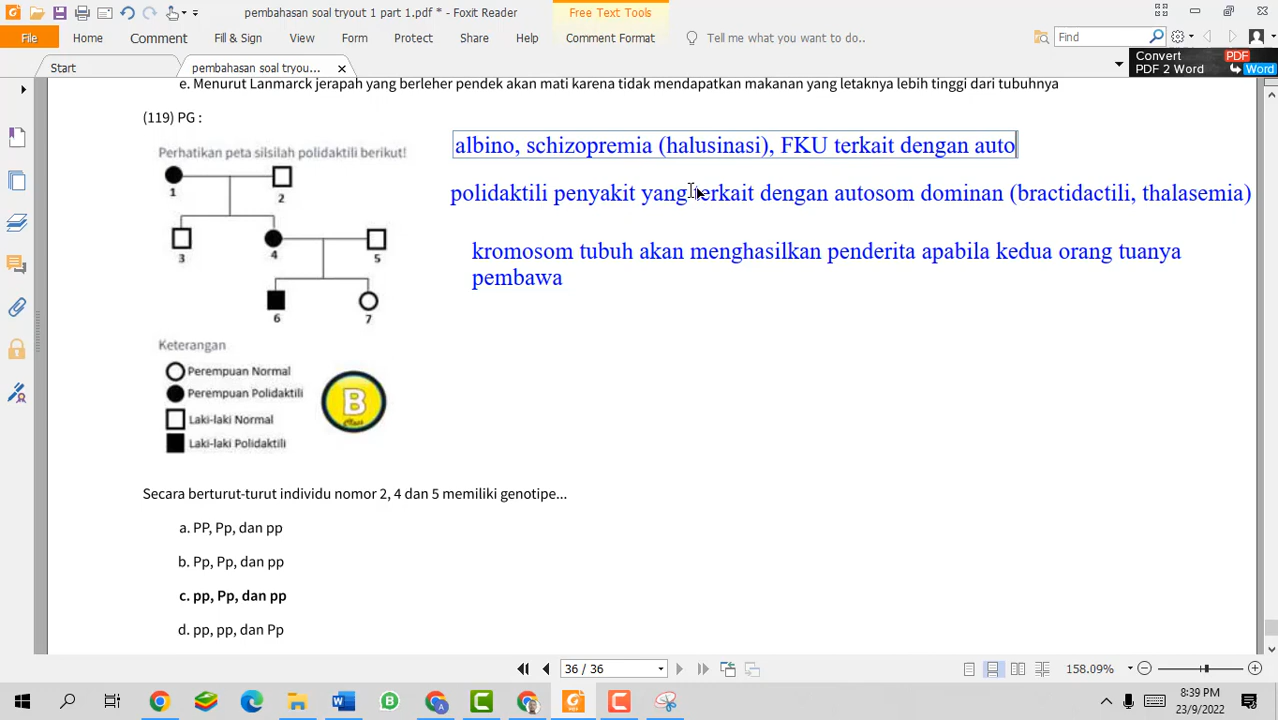 pembahasan soal tryout 1 part 1.pdf * - Foxit Reader
Free Text Tools
File
Home
Comment
Fill & Sign
View
Form
Protect
Share
Help
Comment Format
Tell me what you want to do..
Find
Start
pembahasan soal tryou...
Convert PDF
PDF 2 Word Word
e. Menurut Lanmarck jerapah yang berleher pendek akan mati karena tidak mendapatkan makanan yang letaknya lebih tinggi dari tubuhnya
(119) PG :
albino, schizopremia (halusinasi), FKU terkait dengan auto
Perhatikan peta silsilah polidaktili berikut!
polidaktili penyakit yang terkait dengan autosom dominan (bractidactili, thalasemia)
1
2
3
4
5
kromosom tubuh akan menghasilkan penderita apabila kedua orang tuanya
pembawa
6
7
Keterangan
Perempuan Normal
Perempuan Polidaktili
Laki-laki Normal
Laki-laki Polidaktili
B
Class
Secara berturut-turut individu nomor 2, 4 dan 5 memiliki genotipe...
a. PP, Pp, dan pp
b. Pp, Pp, dan pp
c. pp, Pp, dan pp
d. pp, pp, dan Pp
36 / 36
158.09%
8:39 PM
23/9/2022